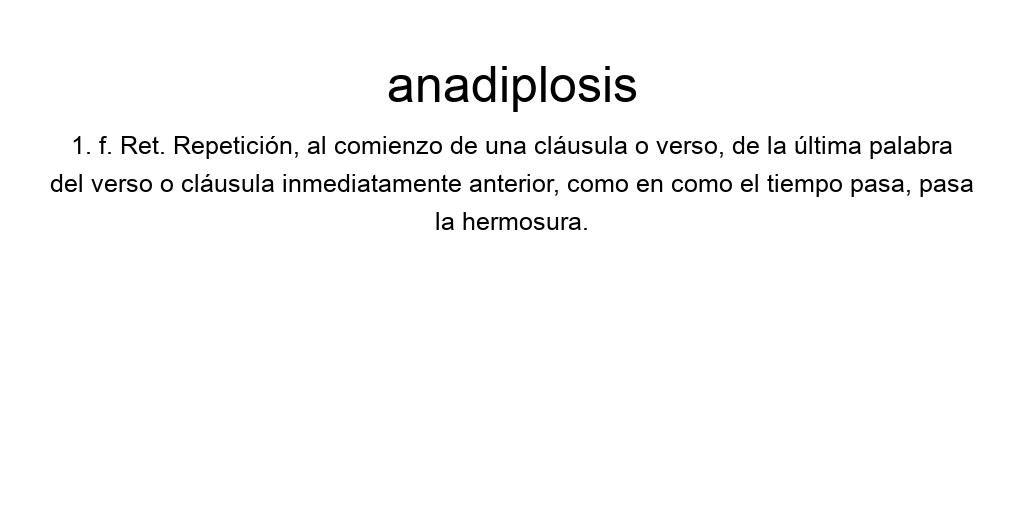 anadiplosis
1. f. Ret. Repetición, al comienzo de una cláusula o verso, de la última palabra
del verso o cláusula inmediatamente anterior, como en como el tiempo pasa, pasa
la hermosura.